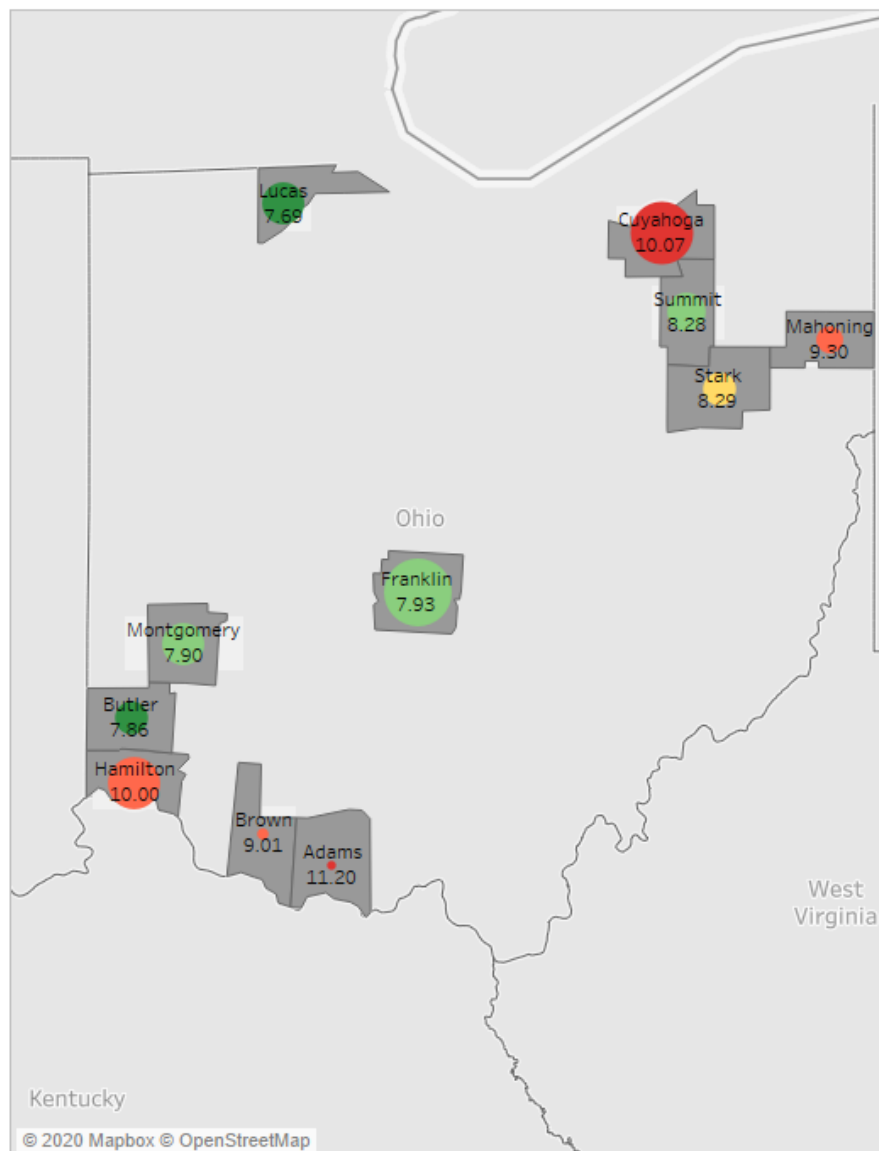 Lucas
7.69
Cuyahoga
10.07
Summit
8.28
Mahoning
9.30
Stark
8.29
Ohio
Franklin
7.93
Montgomery
7.90
Butler
7.86
Hamilton
10.00
Brown
9.01
Adams
11.20
West
Virginia
Kentucky
© 2020 Mapbox © OpenStreetMap